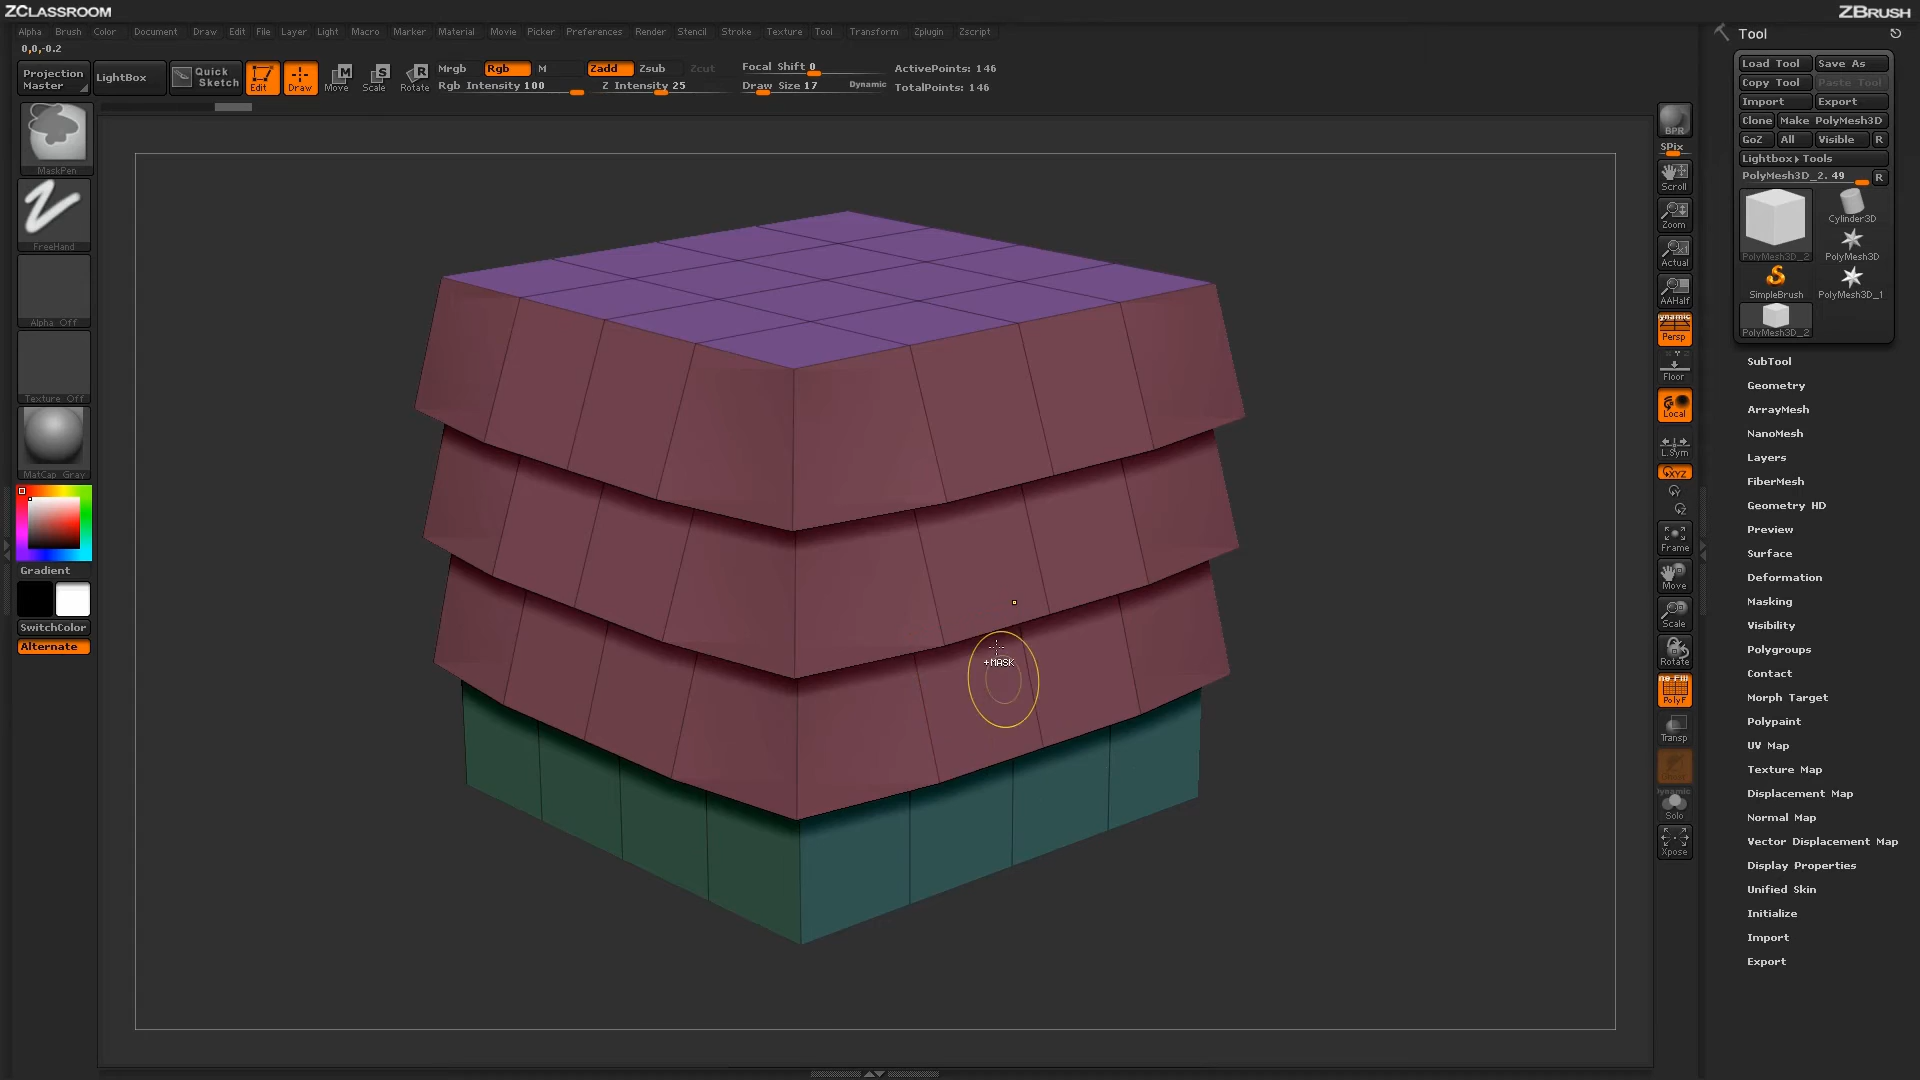 ZCLASSROOM
ZBRUSH
Alpha Brush Color Document Draw Edit File Layer Light Macro Marker Material Movie Picker Preferences Render Stencil Stroke Texture Tool Transform Zplugin Zscript
0,0,-0.2
Projection Master
LightBox
Quick Sketch
Edit
Draw
Move
Scale
Rotate
Mrgb Rgb M
Rgb Intensity 100
Zadd Zsub Zcut
Z Intensity 25
Focal Shift 0
Draw Size 17 Dynamic
ActivePoints: 146
TotalPoints: 146
MaskPen
FreeHand
Alpha Off
Texture Off
MatCap Gray
Gradient
SwitchColor
Alternate
+MASK
BPR
SPix
Scroll
Zoom
Actual
AAHalf
Dynamic
Persp
Floor
Local
L.Sym
XYZ
Y
Z
Frame
Move
Scale
Rotate
PolyF
Transp
Dynamic
Solo
Xpose
Tool
Load Tool Save As
Copy Tool Paste Tool
Import Export
Clone Make PolyMesh3D
GoZ All Visible R
Lightbox▸Tools
PolyMesh3D_2. 49 R
PolyMesh3D_2
Cylinder3D
PolyMesh3D
SimpleBrush
PolyMesh3D_1
PolyMesh3D_2
SubTool
Geometry
ArrayMesh
NanoMesh
Layers
FiberMesh
Geometry HD
Preview
Surface
Deformation
Masking
Visibility
Polygroups
Contact
Morph Target
Polypaint
UV Map
Texture Map
Displacement Map
Normal Map
Vector Displacement Map
Display Properties
Unified Skin
Initialize
Import
Export